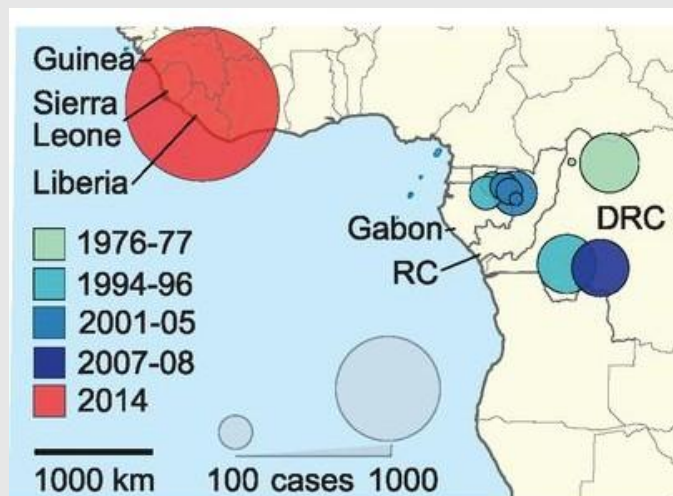 Guinea
Sierra
Leone
Liberia
Gabon
RC
DRC
1976-77
1994-96
2001-05
2007-08
2014
1000 km
100 cases 1000